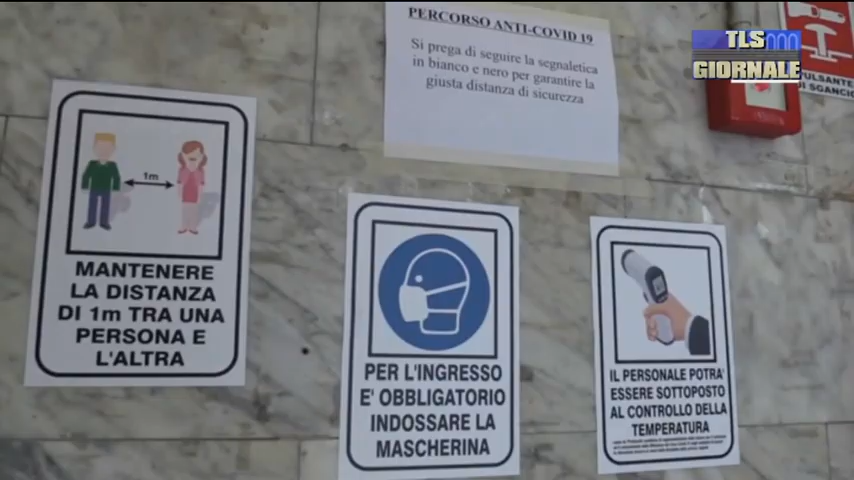 PERCORSO ANTI-COVID 19
Si prega di seguire la segnaletica
in bianco e nero per garantire la
giusta distanza di sicurezza
TLS
GIORNALE
PULSANTE
DI SGANCIO
1m
MANTENERE
LA DISTANZA
DI 1m TRA UNA
PERSONA E
L'ALTRA
PER L'INGRESSO
E' OBBLIGATORIO
INDOSSARE LA
MASCHERINA
IL PERSONALE POTRA'
ESSERE SOTTOPOSTO
AL CONTROLLO DELLA
TEMPERATURA